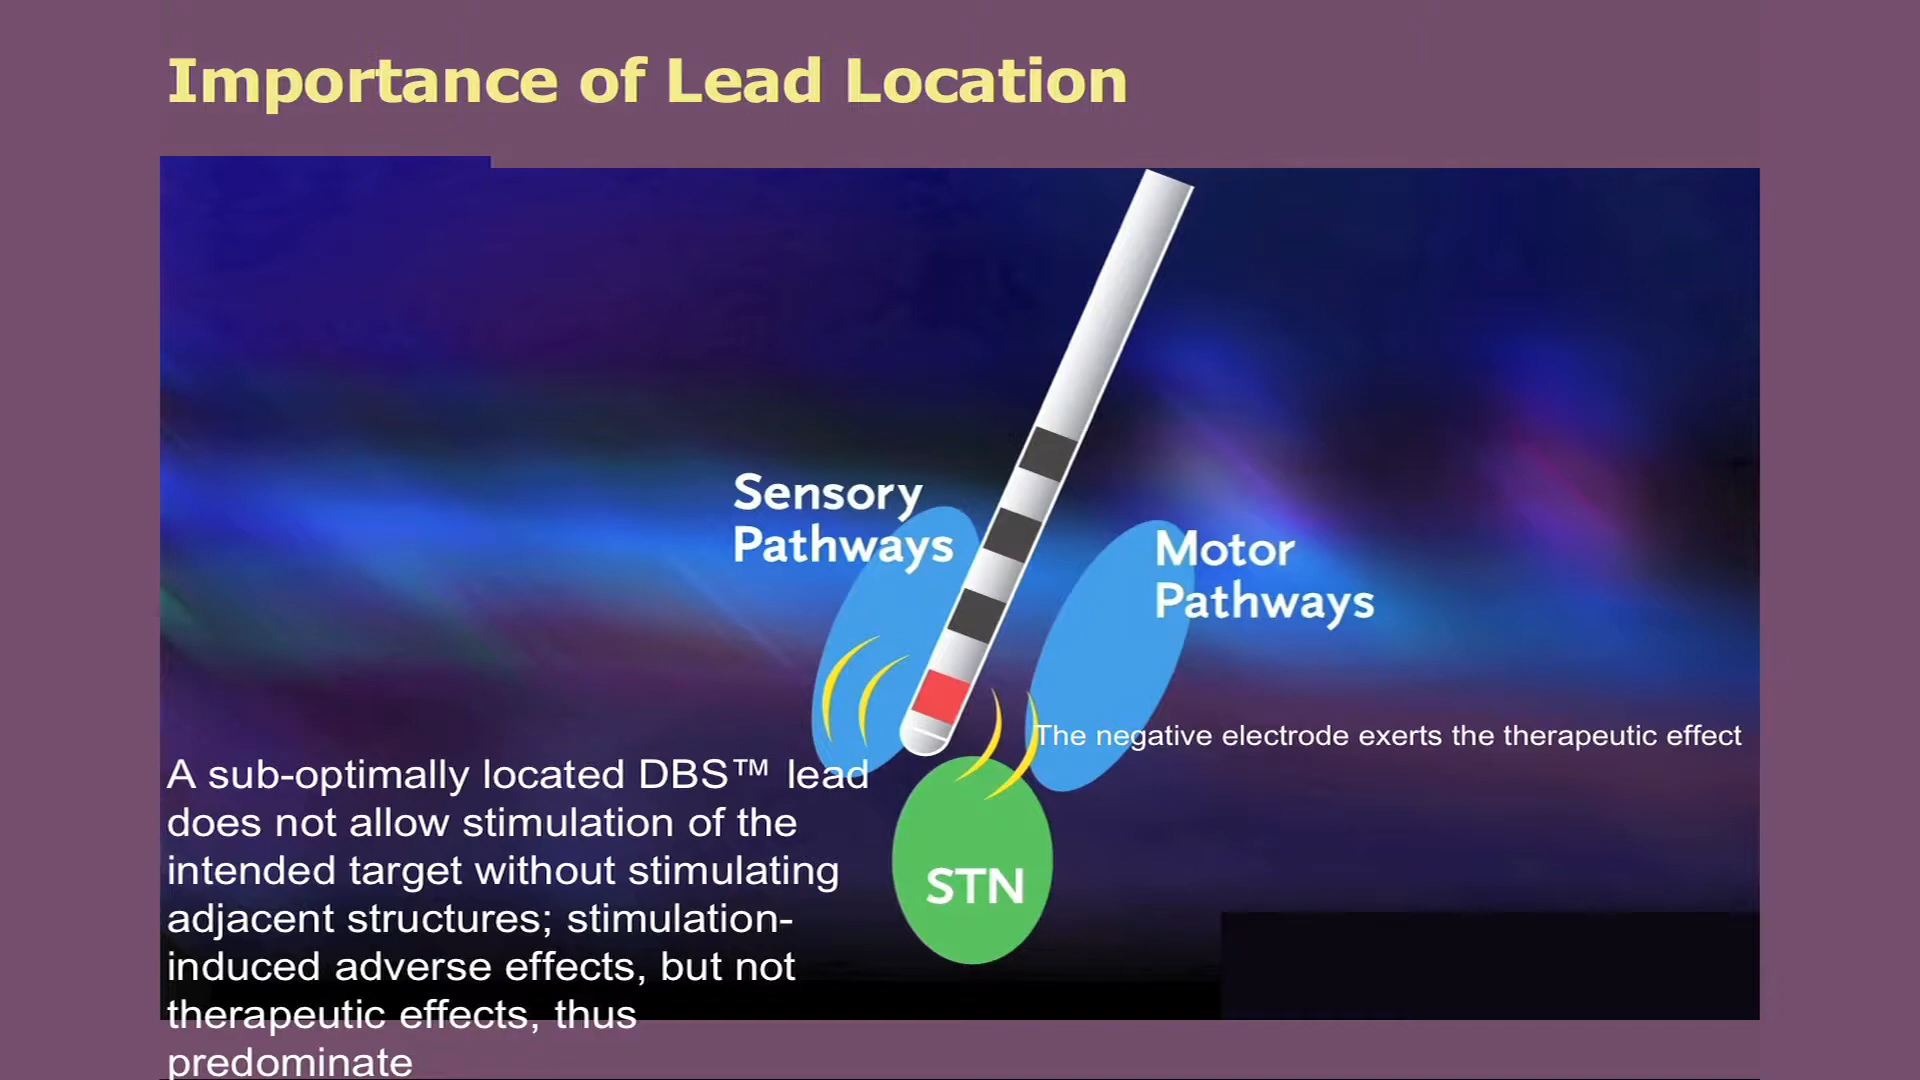 Importance of Lead Location
Sensory
Pathways
Motor
Pathways
The negative electrode exerts the therapeutic effect
A sub-optimally located DBS™ lead
does not allow stimulation of the
intended target without stimulating
adjacent structures; stimulation-
induced adverse effects, but not
therapeutic effects, thus
predominate
STN